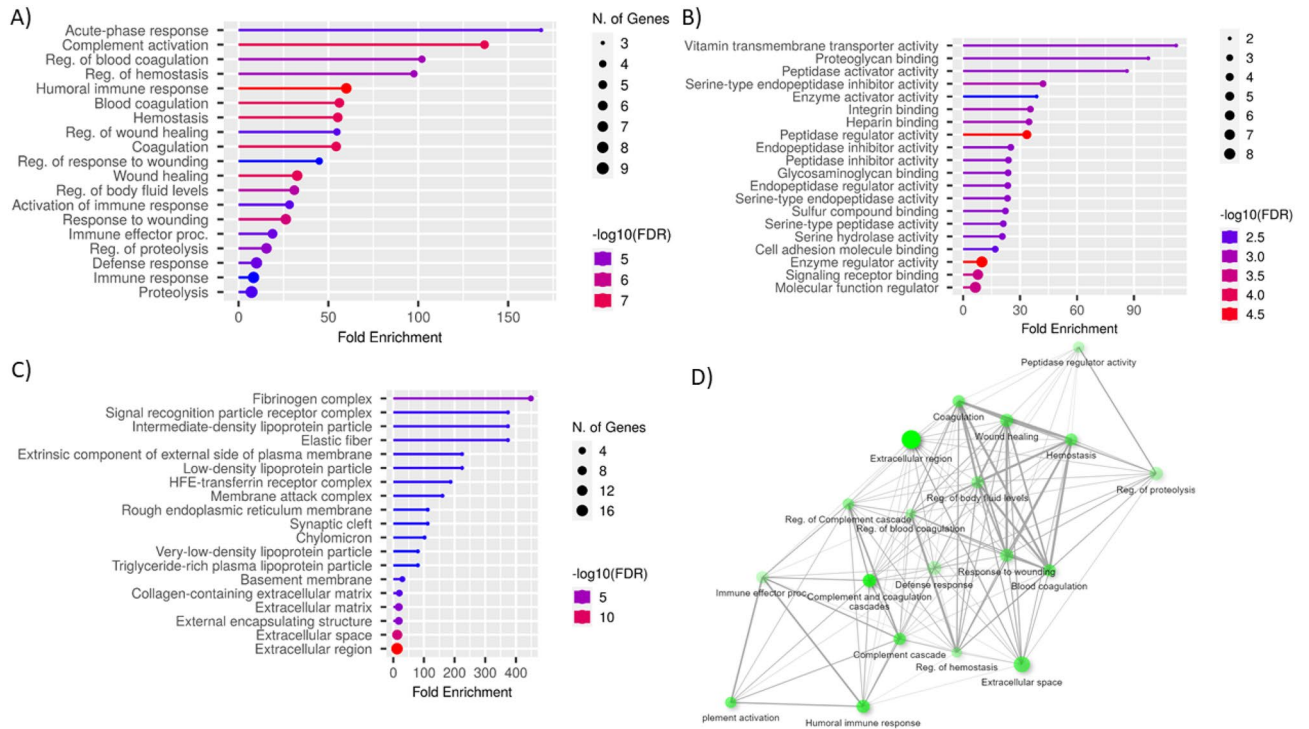 A)
Acute-phase response
Complement activation
Reg. of blood coagulation
Reg. of hemostasis
Humoral immune response
Blood coagulation
Hemostasis
Reg. of wound healing
Coagulation
Reg. of response to wounding
Wound healing
Reg. of body fluid levels
Activation of immune response
Response to wounding
Immune effector proc.
Reg. of proteolysis
Defense response
Immune response
Proteolysis
0 50 100 150
Fold Enrichment
N. of Genes
3
4
5
6
7
8
9
-log10(FDR)
5
6
7
B)
Vitamin transmembrane transporter activity
Proteoglycan binding
Peptidase activator activity
Serine-type endopeptidase inhibitor activity
Enzyme activator activity
Integrin binding
Heparin binding
Peptidase regulator activity
Endopeptidase inhibitor activity
Peptidase inhibitor activity
Glycosaminoglycan binding
Endopeptidase regulator activity
Serine-type endopeptidase activity
Sulfur compound binding
Serine-type peptidase activity
Serine hydrolase activity
Cell adhesion molecule binding
Enzyme regulator activity
Signaling receptor binding
Molecular function regulator
0 30 60 90
Fold Enrichment
2
3
4
5
6
7
8
-log10(FDR)
2.5
3.0
3.5
4.0
4.5
C)
Fibrinogen complex
Signal recognition particle receptor complex
Intermediate-density lipoprotein particle
Elastic fiber
Extrinsic component of external side of plasma membrane
Low-density lipoprotein particle
HFE-transferrin receptor complex
Membrane attack complex
Rough endoplasmic reticulum membrane
Synaptic cleft
Chylomicron
Very-low-density lipoprotein particle
Triglyceride-rich plasma lipoprotein particle
Basement membrane
Collagen-containing extracellular matrix
Extracellular matrix
External encapsulating structure
Extracellular space
Extracellular region
0 100 200 300 400
Fold Enrichment
N. of Genes
4
8
12
16
-log10(FDR)
5
10
D)
Peptidase regulator activity
Coagulation
Wound healing
Hemostasis
Extracellular region
Reg. of proteolysis
Reg. of body fluid levels
Reg. of Complement cascade
Reg. of blood coagulation
Response to wounding
Defense response
Blood coagulation
Immune effector proc.
Complement and coagulation
cascades
Complement cascade
Reg. of hemostasis
Extracellular space
plement activation
Humoral immune response